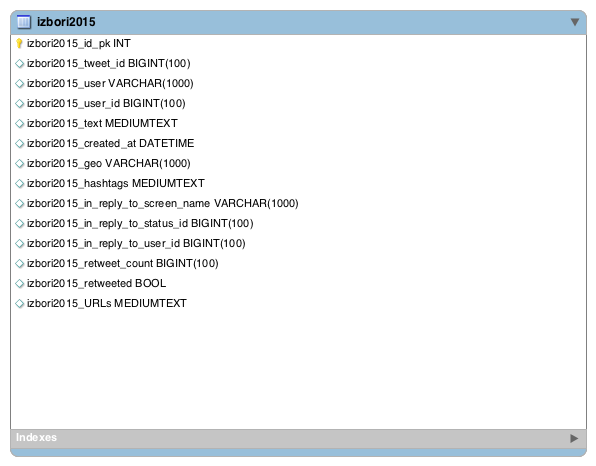 izbori2015
izbori2015_id_pk INT
izbori2015_tweet_id BIGINT(100)
izbori2015_user VARCHAR(1000)
izbori2015_user_id BIGINT(100)
izbori2015_text MEDIUMTEXT
izbori2015_created_at DATETIME
izbori2015_geo VARCHAR(1000)
izbori2015_hashtags MEDIUMTEXT
izbori2015_in_reply_to_screen_name VARCHAR(1000)
izbori2015_in_reply_to_status_id BIGINT(100)
izbori2015_in_reply_to_user_id BIGINT(100)
izbori2015_retweet_count BIGINT(100)
izbori2015_retweeted BOOL
izbori2015_URLs MEDIUMTEXT
Indexes